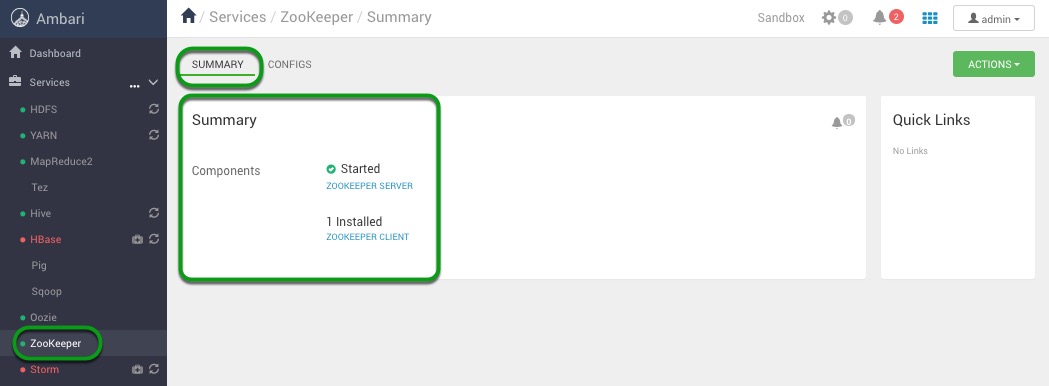 Ambari
/ Services / ZooKeeper / Summary
Sandbox
0
2
admin
Dashboard
Services
...
HDFS
YARN
MapReduce2
Tez
Hive
HBase
Pig
Sqoop
Oozie
ZooKeeper
Storm
SUMMARY
CONFIGS
ACTIONS
Summary
0
Components
Started
ZOOKEEPER SERVER
1 Installed
ZOOKEEPER CLIENT
Quick Links
No Links